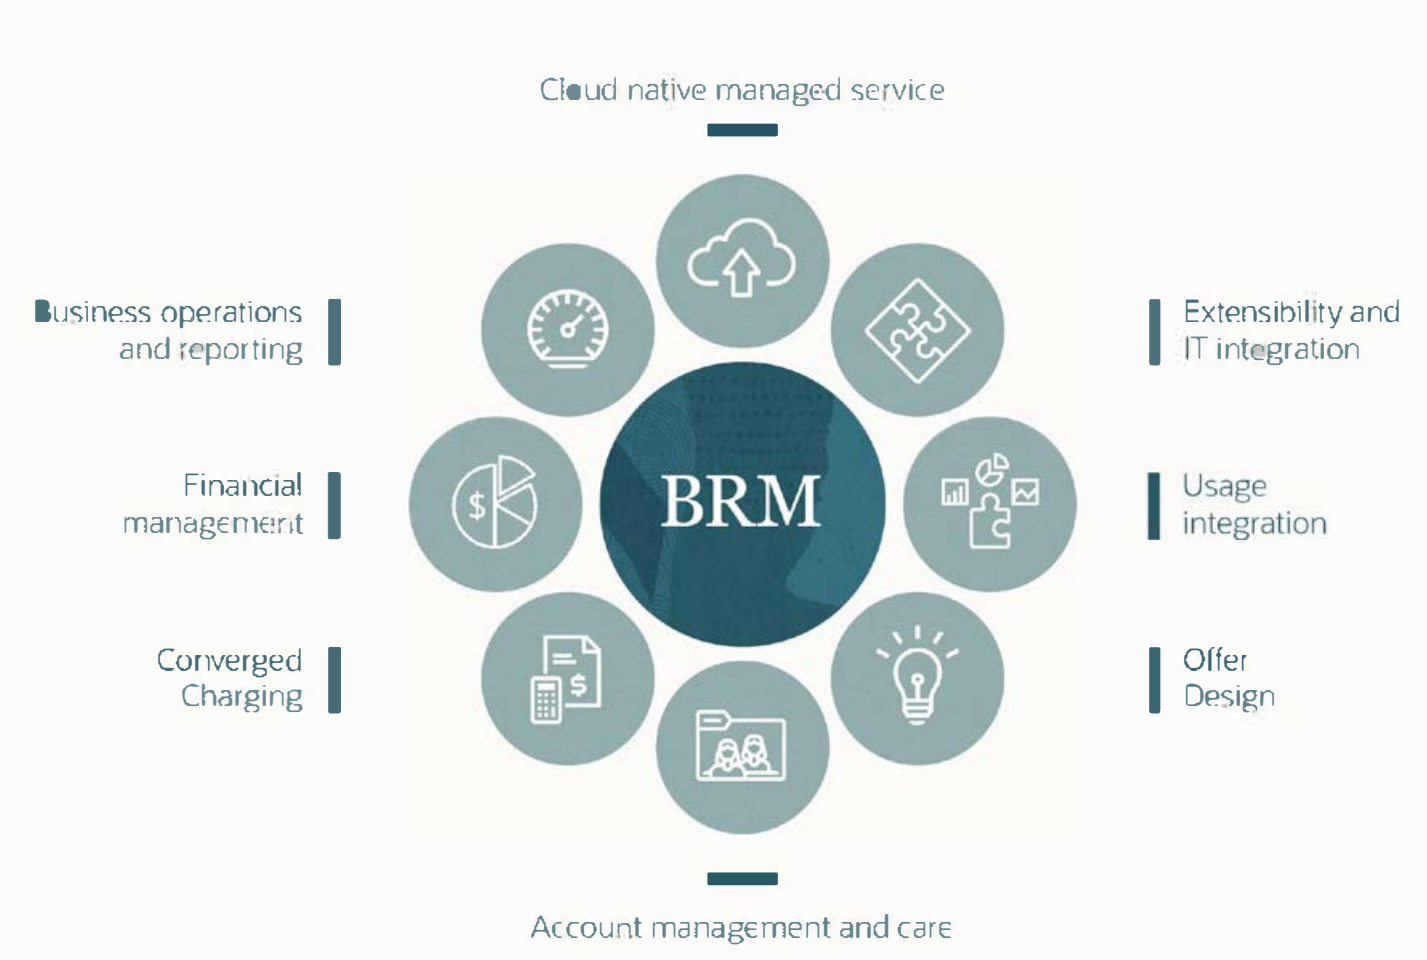 Cloud native managed service
Business operations
and reporting
Extensibility and
IT integration
Financial
management
$
BRM
Usage
integration
Converged
Charging
$
Offer
Design
Account management and care